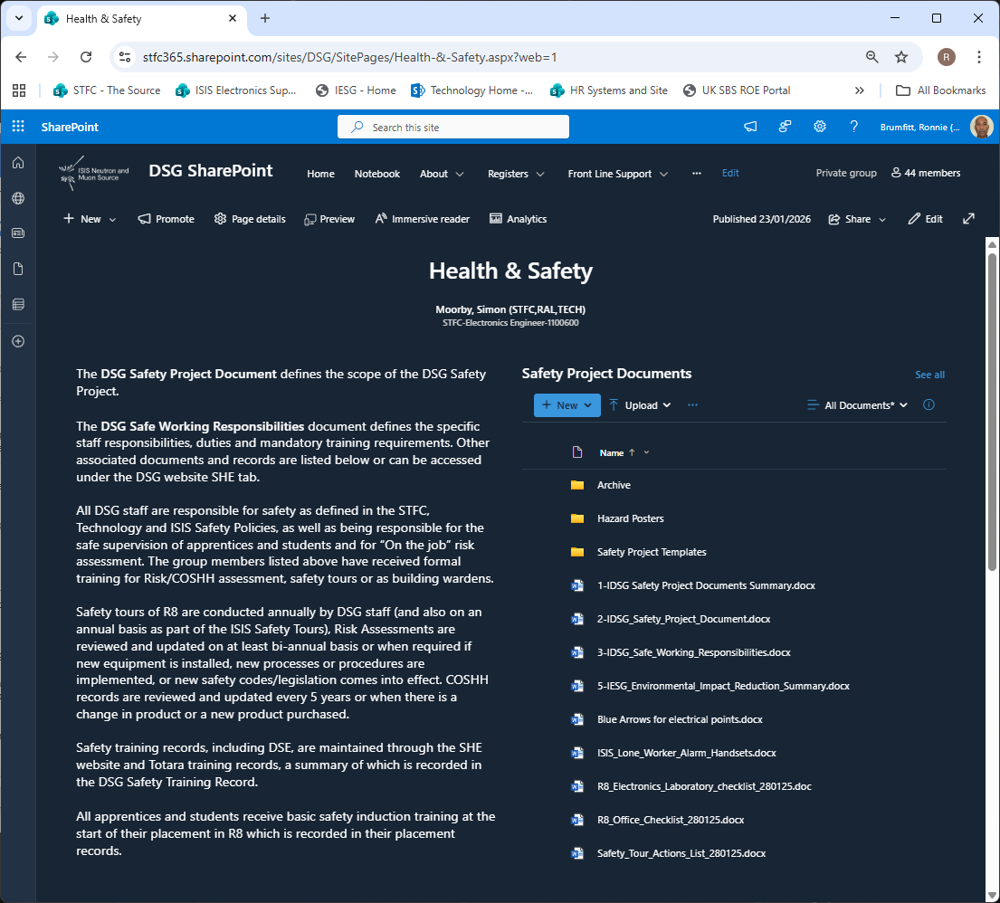 Health & Safety
stfc365.sharepoint.com/sites/DSG/SitePages/Health-&-Safety.aspx?web=1
R
STFC - The Source
ISIS Electronics Sup...
IESG - Home
Technology Home -...
HR Systems and Site
UK SBS ROE Portal
All Bookmarks
SharePoint
Search this site
Brumfitt, Ronnie (...
ISIS Neutron and
Muon Source
DSG SharePoint
Home
Notebook
About
Registers
Front Line Support
Edit
Private group
44 members
New
Promote
Page details
Preview
Immersive reader
Analytics
Published 23/01/2026
Share
Edit
Health & Safety
Moorby, Simon (STFC,RAL,TECH)
STFC-Electronics Engineer-1100600
The DSG Safety Project Document defines the scope of the DSG Safety
Project.
The DSG Safe Working Responsibilities document defines the specific
staff responsibilities, duties and mandatory training requirements. Other
associated documents and records are listed below or can be accessed
under the DSG website SHE tab.
All DSG staff are responsible for safety as defined in the STFC,
Technology and ISIS Safety Policies, as well as being responsible for the
safe supervision of apprentices and students and for “On the job” risk
assessment. The group members listed above have received formal
training for Risk/COSHH assessment, safety tours or as building wardens.
Safety tours of R8 are conducted annually by DSG staff (and also on an
annual basis as part of the ISIS Safety Tours), Risk Assessments are
reviewed and updated on at least bi-annual basis or when required if
new equipment is installed, new processes or procedures are
implemented, or new safety codes/legislation comes into effect. COSHH
records are reviewed and updated every 5 years or when there is a
change in product or a new product purchased.
Safety training records, including DSE, are maintained through the SHE
website and Totara training records, a summary of which is recorded in
the DSG Safety Training Record.
All apprentices and students receive basic safety induction training at the
start of their placement in R8 which is recorded in their placement
records.
Safety Project Documents
See all
New
Upload
All Documents*
Name
Archive
Hazard Posters
Safety Project Templates
1-IDSG Safety Project Documents Summary.docx
2-IDSG_Safety_Project_Document.docx
3-IDSG_Safe_Working_Responsibilities.docx
5-IESG_Environmental_Impact_Reduction_Summary.docx
Blue Arrows for electrical points.docx
ISIS_Lone_Worker_Alarm_Handsets.docx
R8_Electronics_Laboratory_checklist_280125.doc
R8_Office_Checklist_280125.docx
Safety_Tour_Actions_List_280125.docx